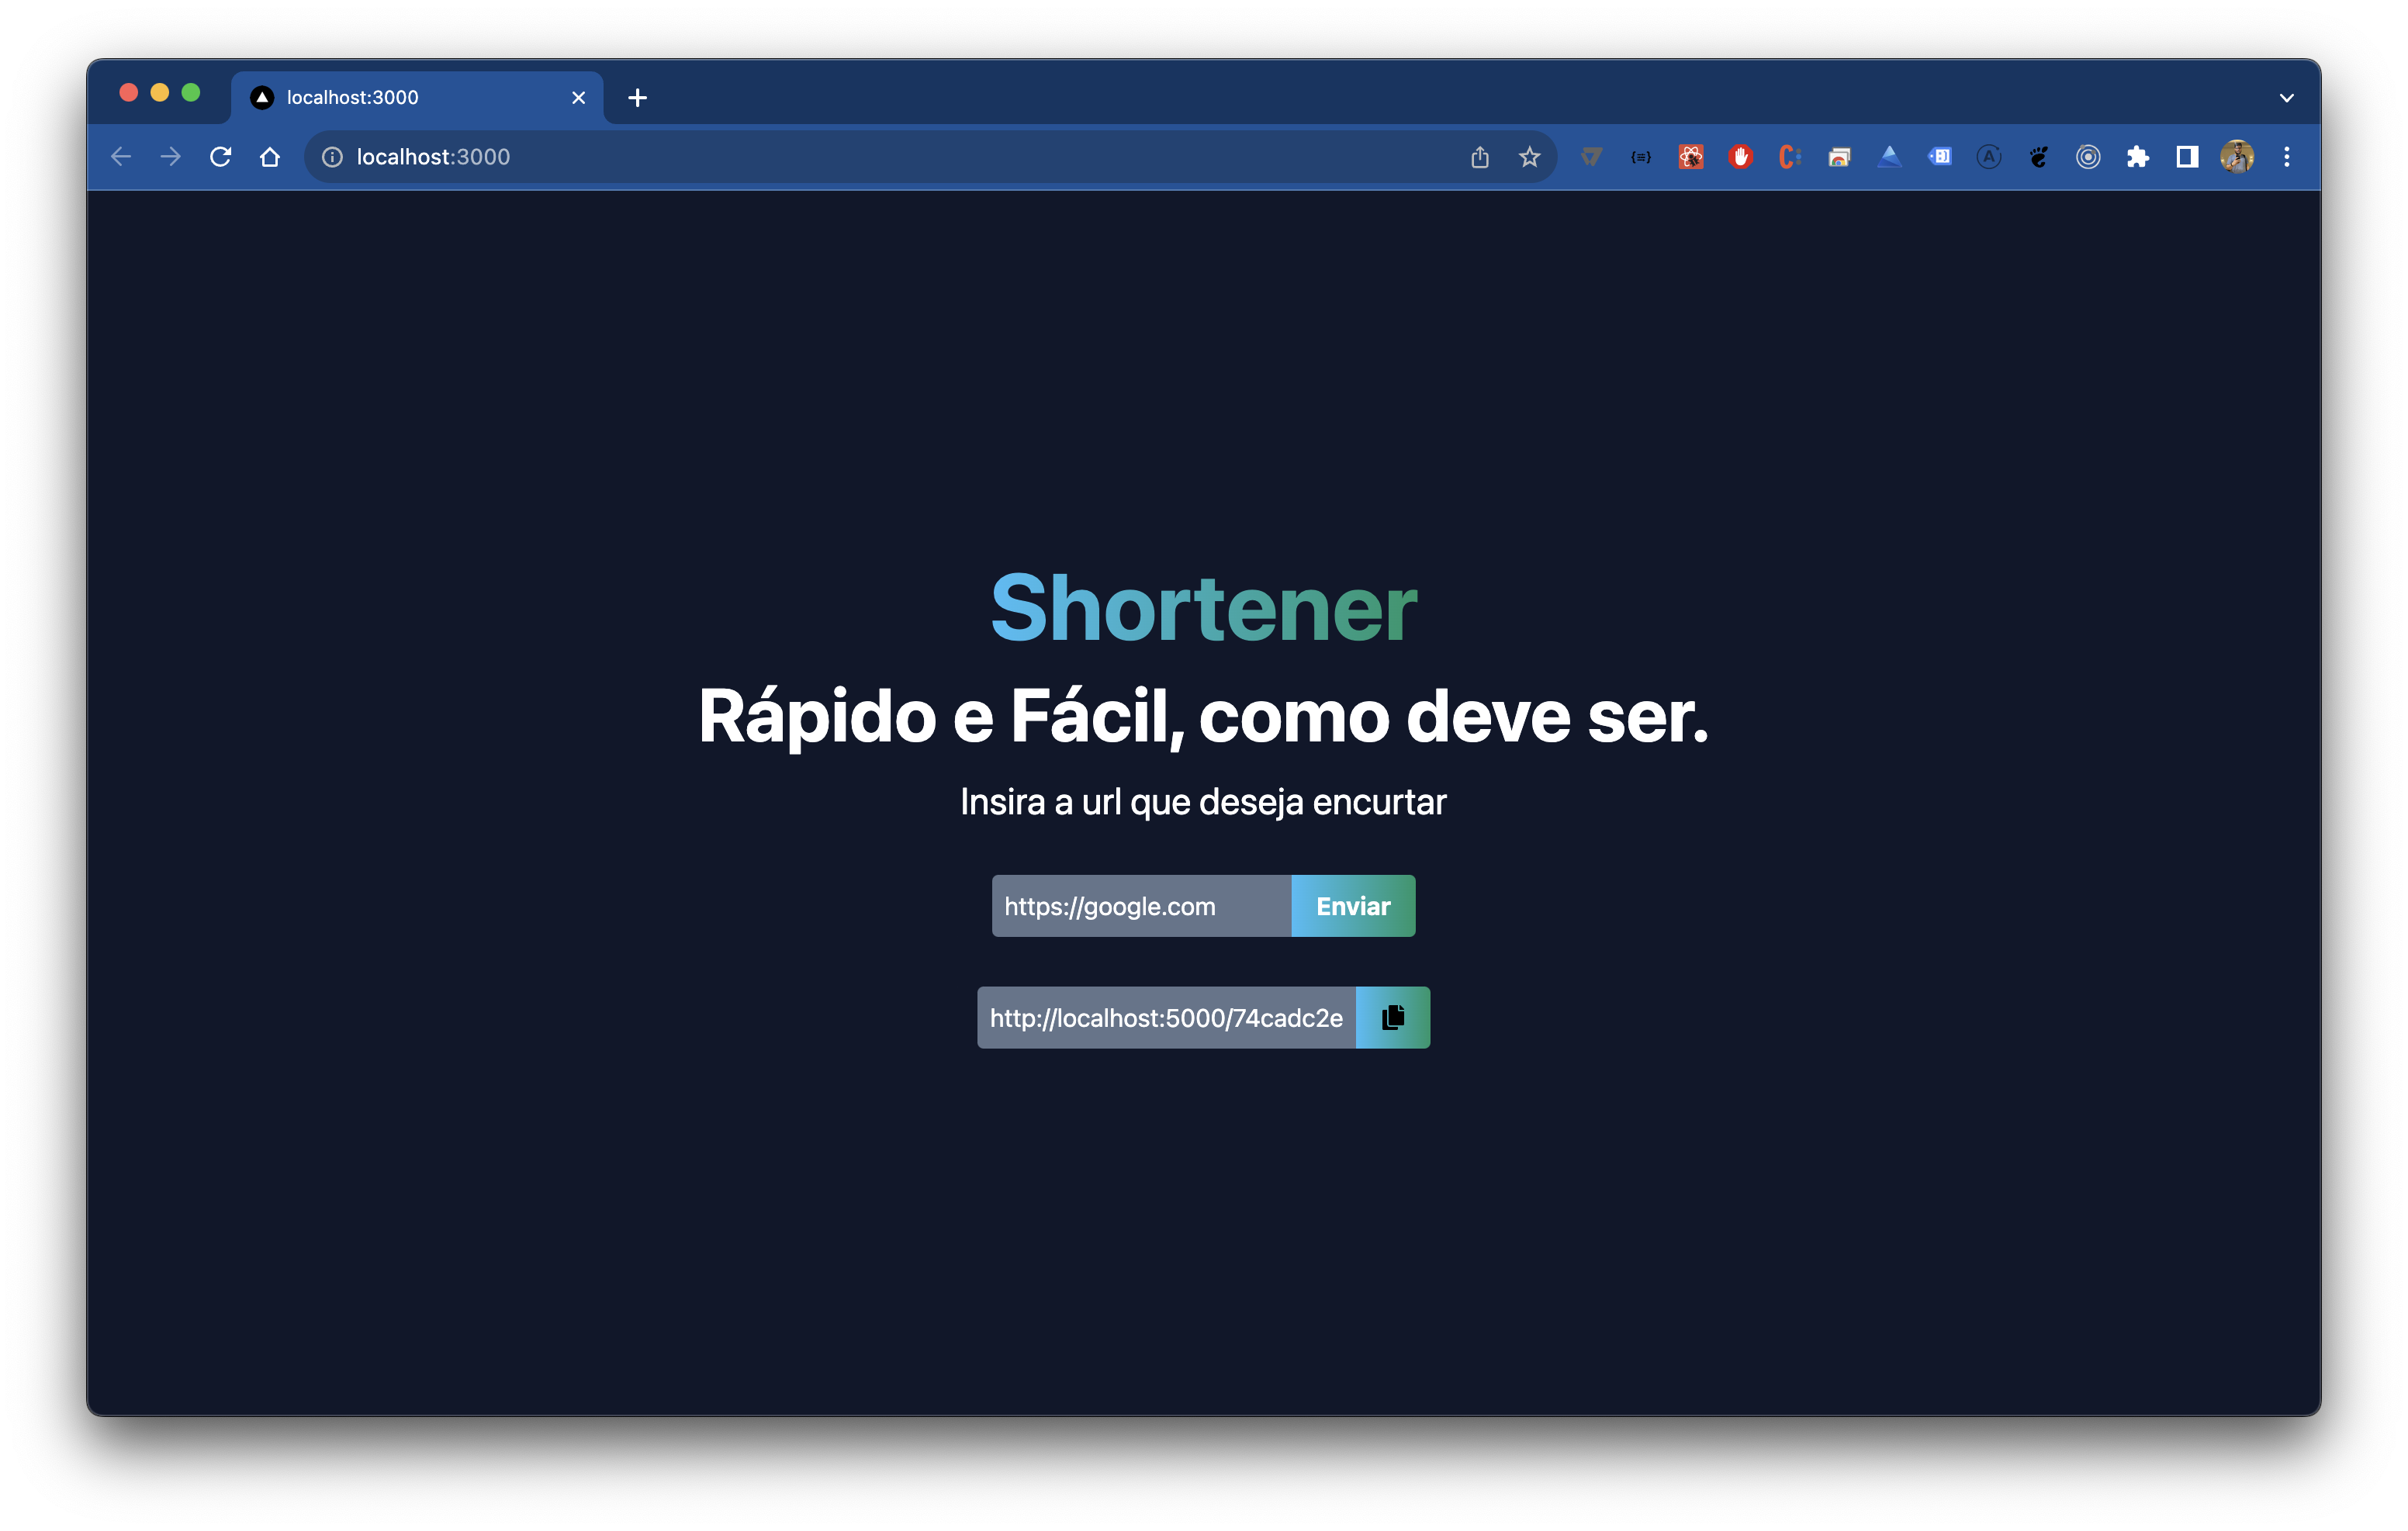 localhost:3000
localhost:3000
Shortener
Rápido e Fácil, como deve ser.
Insira a url que deseja encurtar
https://google.com Enviar
http://localhost:5000/74cadc2e